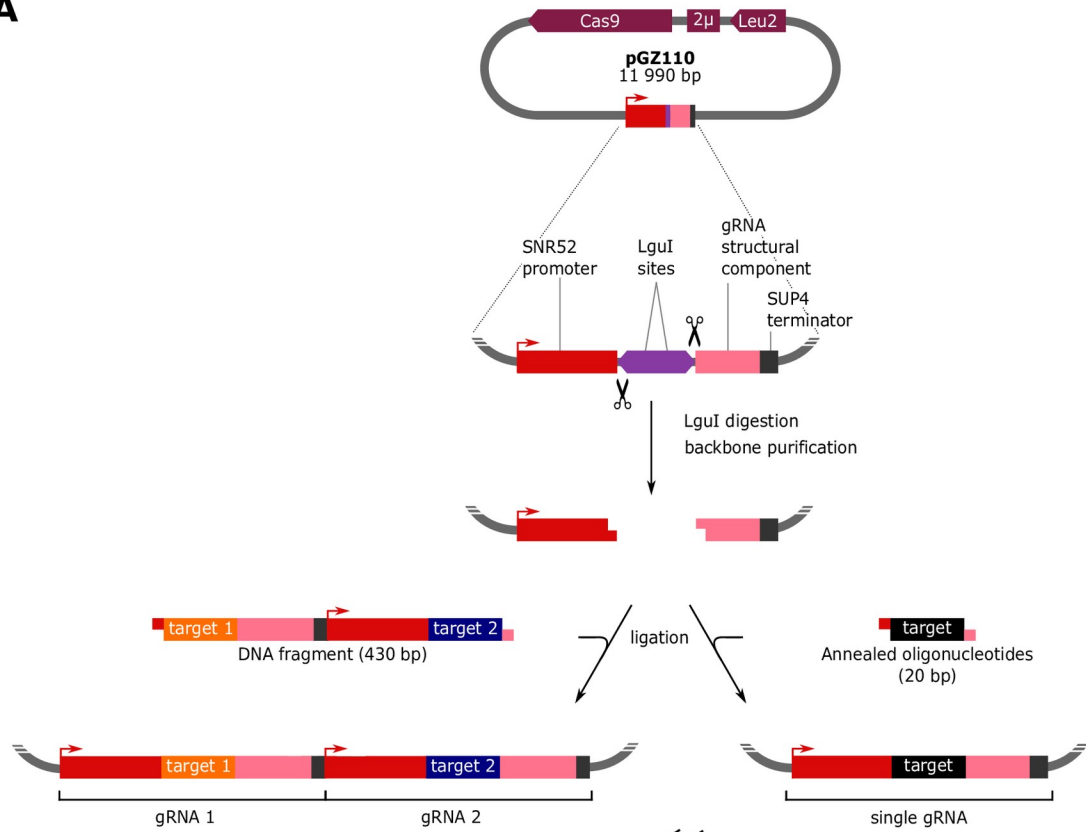 A
Cas9
2μ
Leu2
pGZ110
11 990 bp
SNR52
promoter
LguI
sites
gRNA
structural
component
SUP4
terminator
LguI digestion
backbone purification
target 1
target 2
DNA fragment (430 bp)
ligation
target
Annealed oligonucleotides
(20 bp)
target 1
target 2
target
gRNA 1
gRNA 2
single gRNA